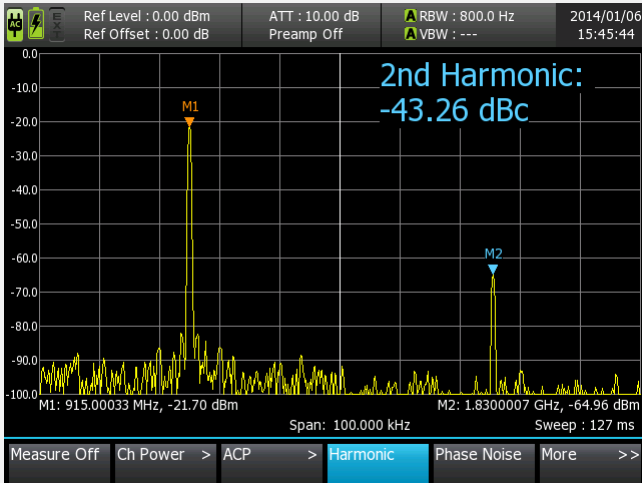 AC
EXT
Ref Level : 0.00 dBm
Ref Offset : 0.00 dB
ATT : 10.00 dB
Preamp Off
A RBW : 800.0 Hz
A VBW : ---
2014/01/06
15:45:44
0.0
-10.0
-20.0
-30.0
-40.0
-50.0
-60.0
-70.0
-80.0
-90.0
-100.0
2nd Harmonic:
-43.26 dBc
M1
M2
M1: 915.00033 MHz, -21.70 dBm
M2: 1.8300007 GHz, -64.96 dBm
Span: 100.000 kHz
Sweep : 127 ms
Measure Off
Ch Power >
ACP >
Harmonic
Phase Noise
More >>